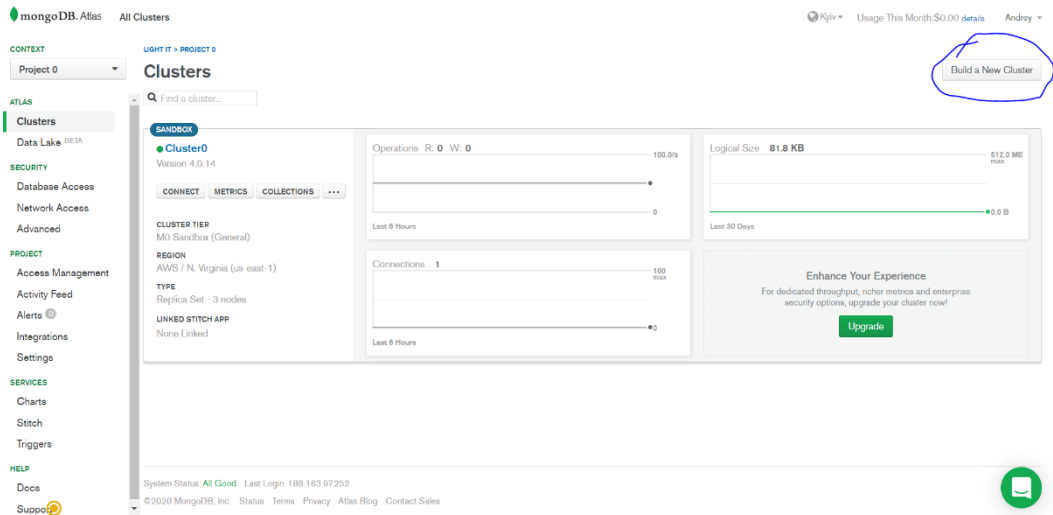 mongoDB. Atlas All Clusters Kyiv Usage This Month:$0.00 details Andrey
CONTEXT
Project 0
ATLAS
Clusters
Data Lake BETA
SECURITY
Database Access
Network Access
Advanced
PROJECT
Access Management
Activity Feed
Alerts 0
Integrations
Settings
SERVICES
Charts
Stitch
Triggers
HELP
Docs
Support
LIGHT IT > PROJECT 0
Clusters
Build a New Cluster
Find a cluster...
SANDBOX
Cluster0
Version 4.0.14
CONNECT METRICS COLLECTIONS ...
CLUSTER TIER
M0 Sandbox (General)
REGION
AWS / N. Virginia (us-east-1)
TYPE
Replica Set - 3 nodes
LINKED STITCH APP
None Linked
Operations R: 0 W: 0
100.0/s
0
Last 6 Hours
Logical Size 81.8 KB
512.0 MB
max
0.0 B
Last 30 Days
Connections 1
100
max
0
Last 6 Hours
Enhance Your Experience
For dedicated throughput, richer metrics and enterprise
security options, upgrade your cluster now!
Upgrade
System Status: All Good Last Login: 188.163.97.252
©2020 MongoDB, Inc. Status Terms Privacy Atlas Blog Contact Sales